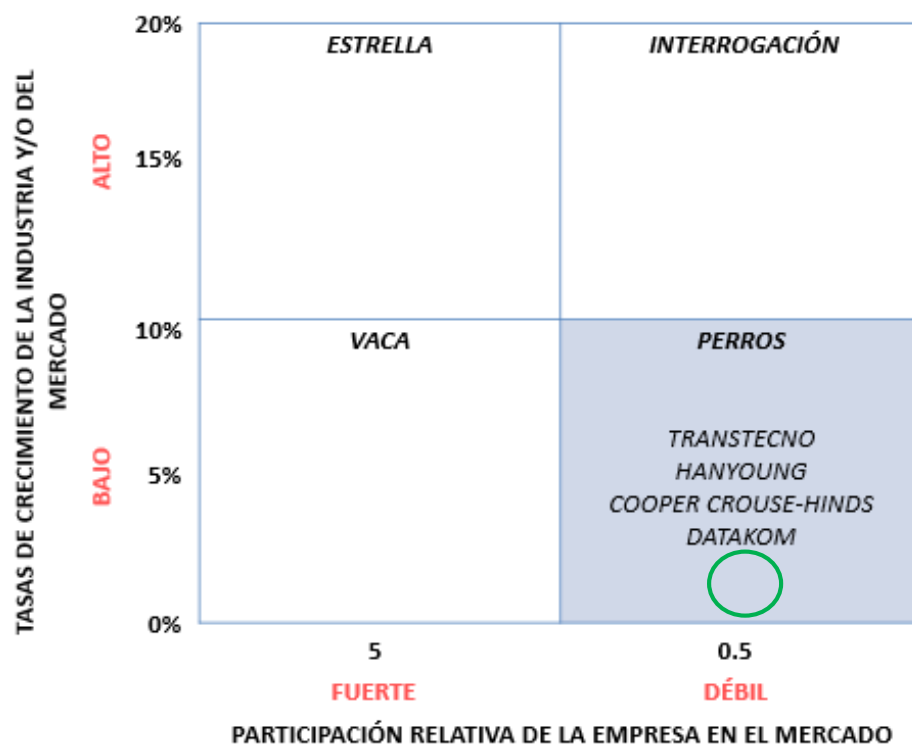 TASAS DE CRECIMIENTO DE LA INDUSTRIA Y/O DEL
MERCADO
ALTO
BAJO
20%
15%
10%
5%
0%
ESTRELLA
INTERROGACIÓN
VACA
PERROS
TRANSTECNO
HANYOUNG
COOPER CROUSE-HINDS
DATAKOM
5
0.5
FUERTE
DÉBIL
PARTICIPACIÓN RELATIVA DE LA EMPRESA EN EL MERCADO